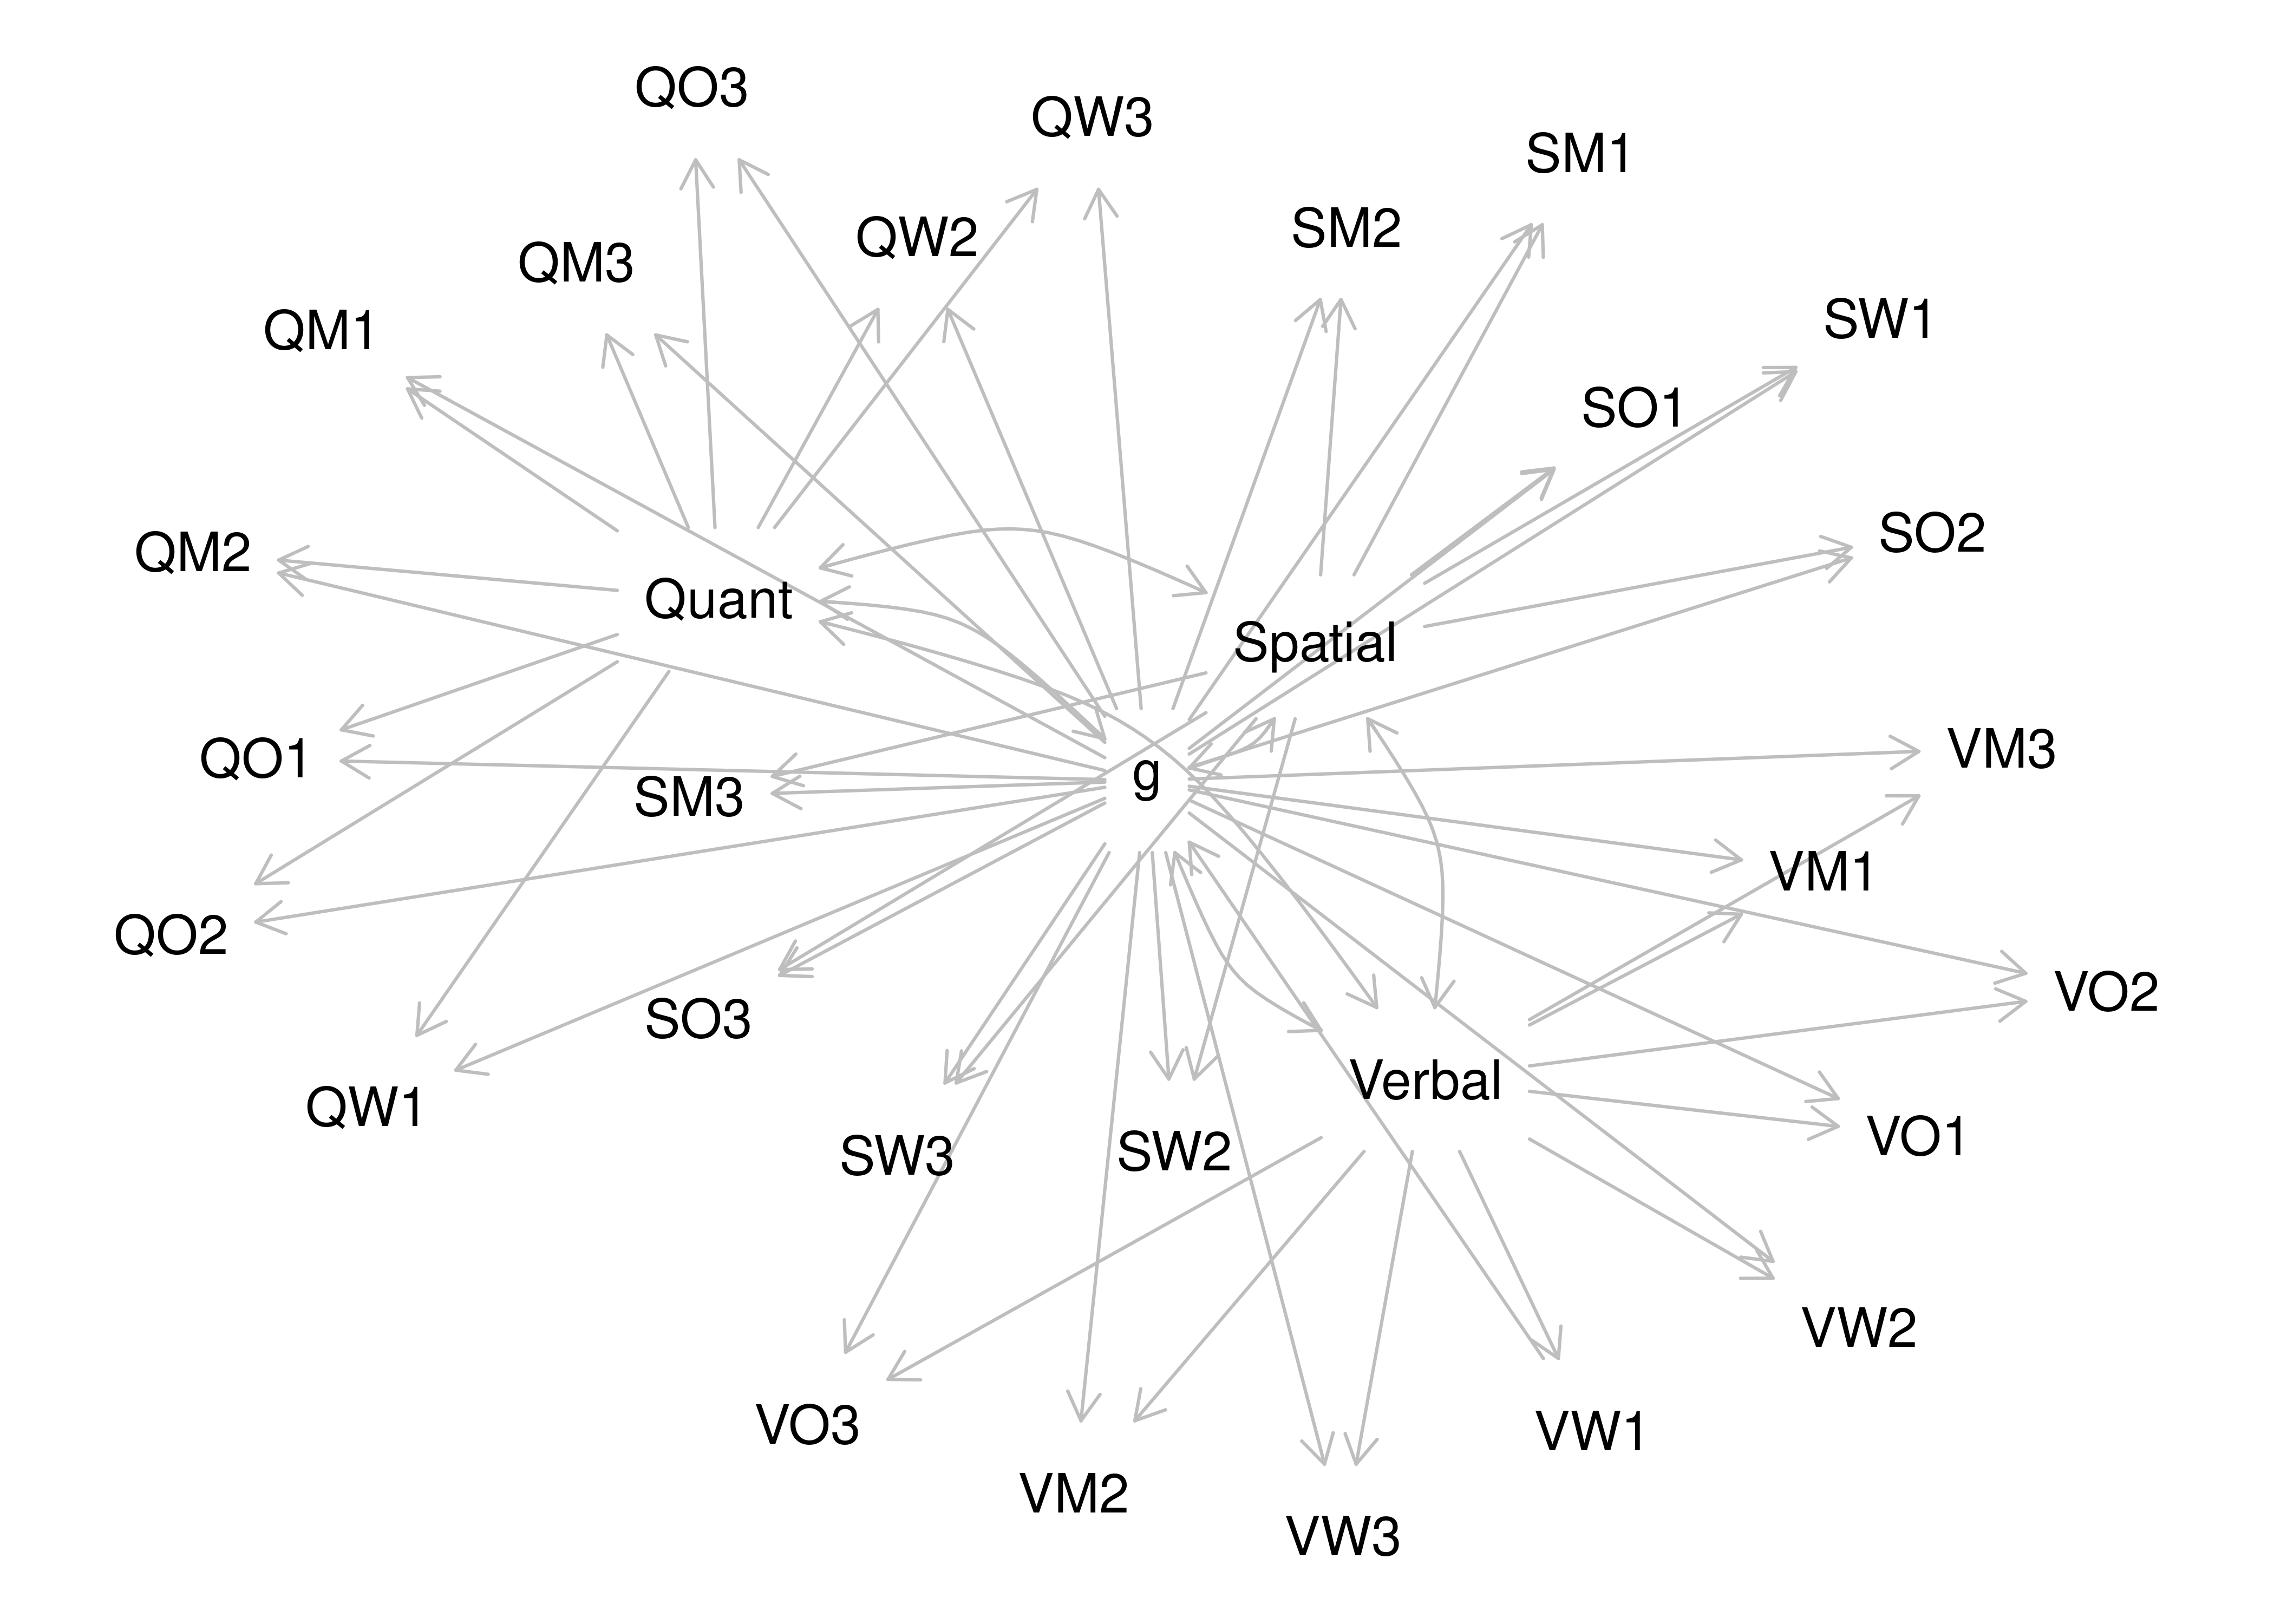 QO3
QW3
SM1
SM2
QW2
QM3
SW1
QM1
SO1
SO2
QM2
Quant
Spatial
VM3
QO1
g
SM3
VM1
QO2
VO2
SO3
Verbal
QW1
VO1
SW2
SW3
VW2
VO3
VW1
VM2
VW3